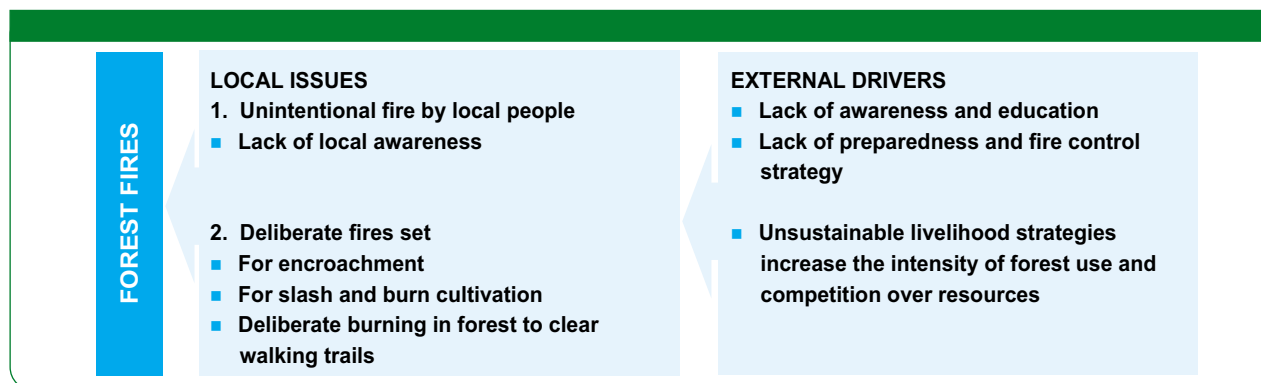 FOREST FIRES
LOCAL ISSUES
1. Unintentional fire by local people
■ Lack of local awareness
2. Deliberate fires set
■ For encroachment
■ For slash and burn cultivation
■ Deliberate burning in forest to clear
walking trails
EXTERNAL DRIVERS
■ Lack of awareness and education
■ Lack of preparedness and fire control
strategy
■ Unsustainable livelihood strategies
increase the intensity of forest use and
competition over resources